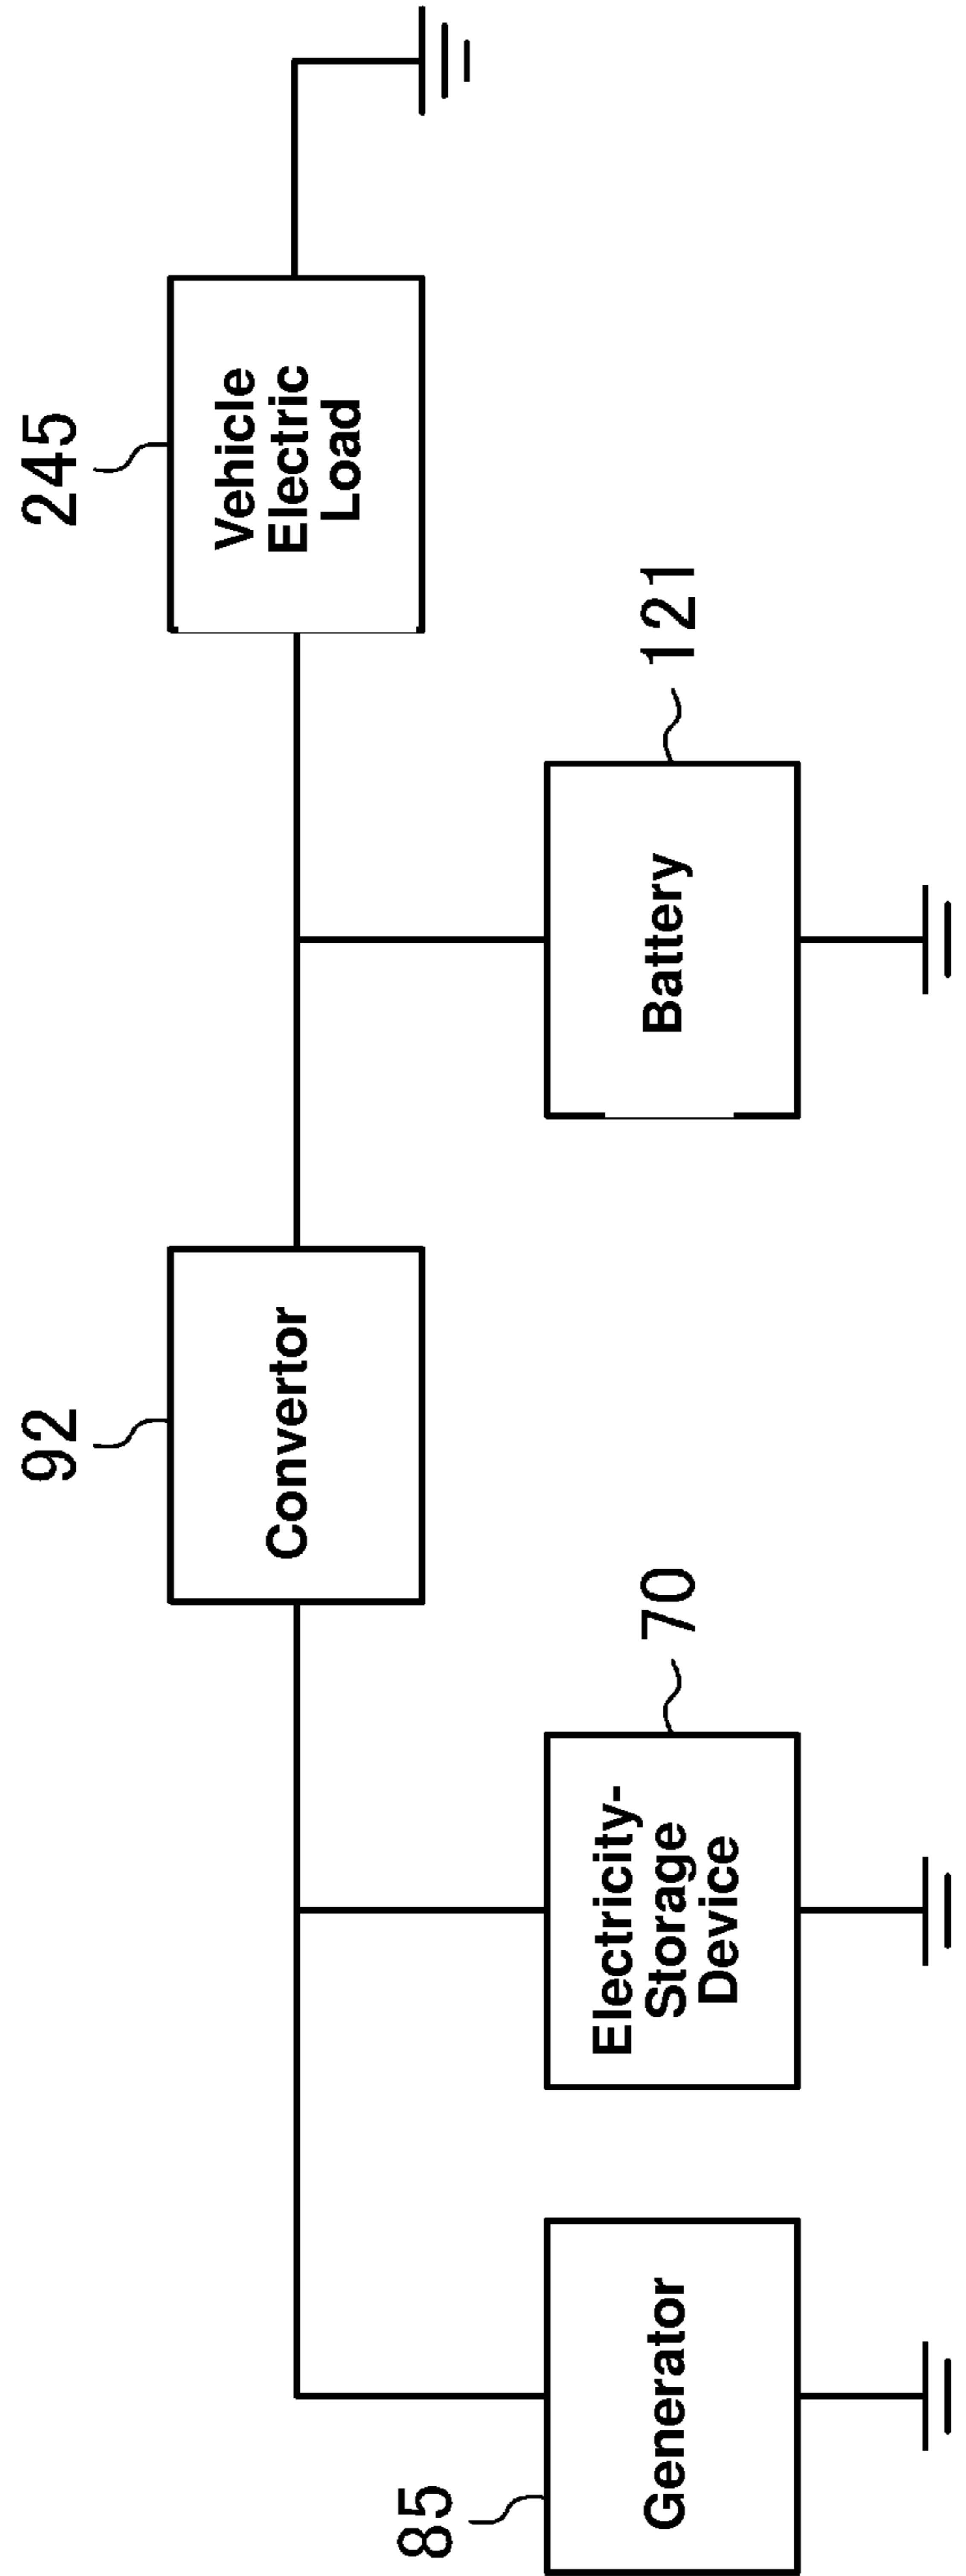 92
Convertor
245
Vehicle
Electric
Load
85
Generator
Electricity-
Storage
Device
70
Battery
121